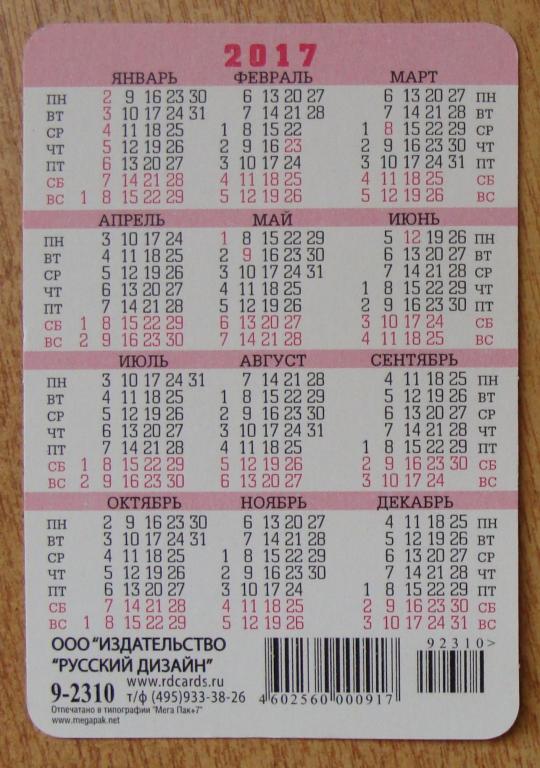 2017
ЯНВАРЬ ФЕВРАЛЬ МАРТ
ПН 2 9 16 23 30 6 13 20 27 6 13 20 27 ПН
ВТ 3 10 17 24 31 7 14 21 28 7 14 21 28 ВТ
СР 4 11 18 25 1 8 15 22 1 8 15 22 29 СР
ЧТ 5 12 19 26 2 9 16 23 2 9 16 23 30 ЧТ
ПТ 6 13 20 27 3 10 17 24 3 10 17 24 31 ПТ
СБ 7 14 21 28 4 11 18 25 4 11 18 25 СБ
ВС 1 8 15 22 29 5 12 19 26 5 12 19 26 ВС
АПРЕЛЬ МАЙ ИЮНЬ
ПН 3 10 17 24 1 8 15 22 29 5 12 19 26 ПН
ВТ 4 11 18 25 2 9 16 23 30 6 13 20 27 ВТ
СР 5 12 19 26 3 10 17 24 31 7 14 21 28 СР
ЧТ 6 13 20 27 4 11 18 25 1 8 15 22 29 ЧТ
ПТ 7 14 21 28 5 12 19 26 2 9 16 23 30 ПТ
СБ 1 8 15 22 29 6 13 20 27 3 10 17 24 СБ
ВС 2 9 16 23 30 7 14 21 28 4 11 18 25 ВС
ИЮЛЬ АВГУСТ СЕНТЯБРЬ
ПН 3 10 17 24 31 7 14 21 28 4 11 18 25 ПН
ВТ 4 11 18 25 1 8 15 22 29 5 12 19 26 ВТ
СР 5 12 19 26 2 9 16 23 30 6 13 20 27 СР
ЧТ 6 13 20 27 3 10 17 24 31 7 14 21 28 ЧТ
ПТ 7 14 21 28 4 11 18 25 1 8 15 22 29 ПТ
СБ 1 8 15 22 29 5 12 19 26 2 9 16 23 30 СБ
ВС 2 9 16 23 30 6 13 20 27 3 10 17 24 ВС
ОКТЯБРЬ НОЯБРЬ ДЕКАБРЬ
ПН 2 9 16 23 30 6 13 20 27 4 11 18 25 ПН
ВТ 3 10 17 24 31 7 14 21 28 5 12 19 26 ВТ
СР 4 11 18 25 1 8 15 22 29 6 13 20 27 СР
ЧТ 5 12 19 26 2 9 16 23 30 7 14 21 28 ЧТ
ПТ 6 13 20 27 3 10 17 24 1 8 15 22 29 ПТ
СБ 7 14 21 28 4 11 18 25 2 9 16 23 30 СБ
ВС 1 8 15 22 29 5 12 19 26 3 10 17 24 31 ВС
ООО "ИЗДАТЕЛЬСТВО
"РУССКИЙ ДИЗАЙН"
www.rdcards.ru
9-2310 т/ф (495)933-38-26
Отпечатано в типографии "Мега Пак+7"
www.megapak.net
4 602560 000917
92310>